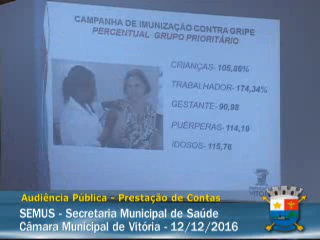 CAMPANHA DE IMUNIZAÇÃO CONTRA GRIPE
PERCENTUAL GRUPO PRIORITÁRIO
CRIANÇAS- 105,86%
TRABALHADOR- 174,34%
GESTANTE- 90,98
PUÉRPERAS- 114,10
IDOSOS- 115,76
Audiência Pública - Prestação de Contas
SEMUS - Secretaria Municipal de Saúde
Câmara Municipal de Vitória - 12/12/2016